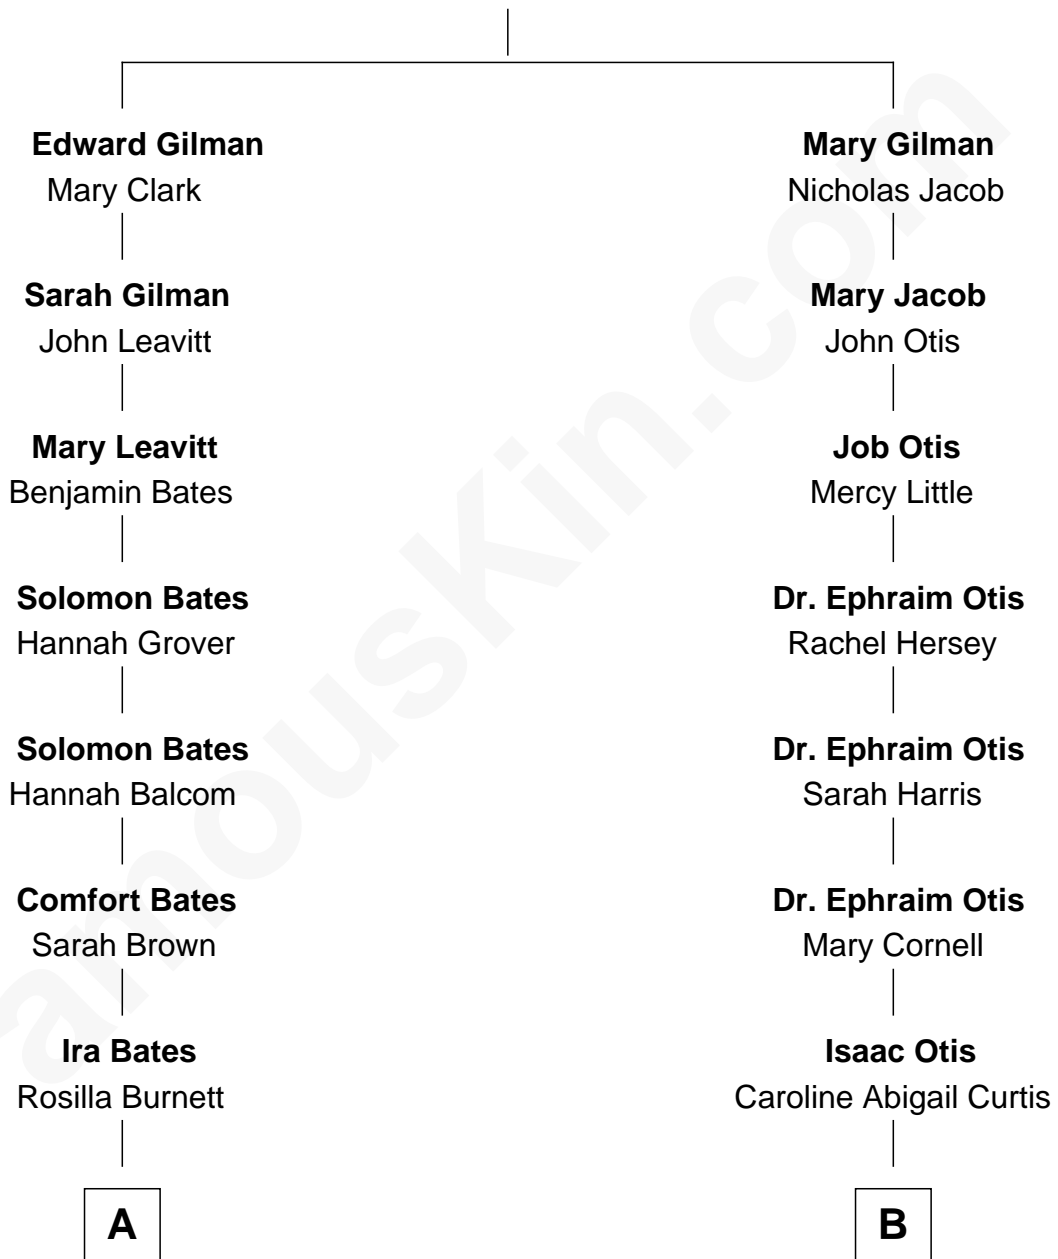 Edward Gilman
Mary Clark
Sarah Gilman
John Leavitt
Mary Leavitt
Benjamin Bates
Solomon Bates
Hannah Grover
Solomon Bates
Hannah Balcom
Comfort Bates
Sarah Brown
Ira Bates
Rosilla Burnett
A
Mary Gilman
Nicholas Jacob
Mary Jacob
John Otis
Job Otis
Mercy Little
Dr. Ephraim Otis
Rachel Hersey
Dr. Ephraim Otis
Sarah Harris
Dr. Ephraim Otis
Mary Cornell
Isaac Otis
Caroline Abigail Curtis
B
amouskin.com